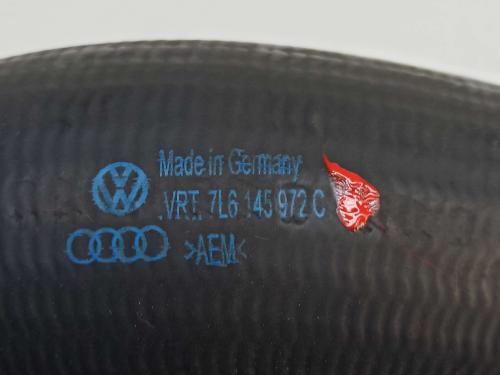 Made in Germany
.VRT. 7L6 145 972 C
>AEM<